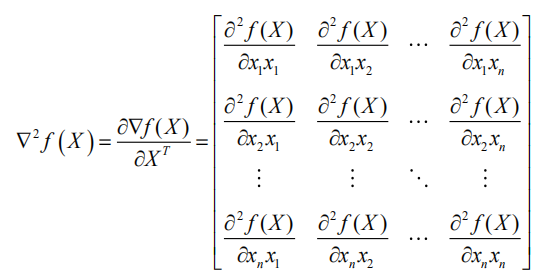 ∇²f(X) = ∂∇f(X)/∂Xᵀ = [
∂²f(X)/∂x₁x₁ ∂²f(X)/∂x₁x₂ ⋯ ∂²f(X)/∂x₁xₙ
∂²f(X)/∂x₂x₁ ∂²f(X)/∂x₂x₂ ⋯ ∂²f(X)/∂x₂xₙ
⋮ ⋮ ⋱ ⋮
∂²f(X)/∂xₙx₁ ∂²f(X)/∂xₙx₂ ⋯ ∂²f(X)/∂xₙxₙ ]